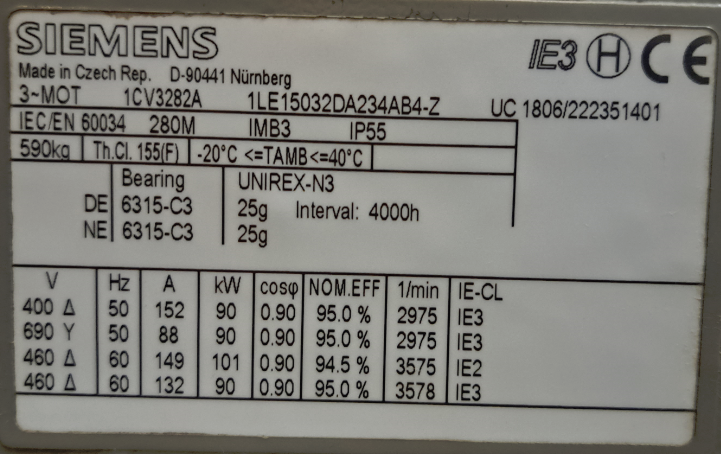 SIEMENS IE3 H CE
Made in Czech Rep. D-90441 Nürnberg
3~MOT 1CV3282A 1LE15032DA234AB4-Z UC 1806/222351401
IEC/EN 60034 280M IMB3 IP55
590kg Th.Cl. 155(F) -20°C <=TAMB<=40°C
Bearing UNIREX-N3
DE 6315-C3 25g Interval: 4000h
NE 6315-C3 25g
V Hz A kW cosφ NOM.EFF 1/min IE-CL
400 Δ 50 152 90 0.90 95.0 % 2975 IE3
690 Y 50 88 90 0.90 95.0 % 2975 IE3
460 Δ 60 149 101 0.90 94.5 % 3575 IE2
460 Δ 60 132 90 0.90 95.0 % 3578 IE3